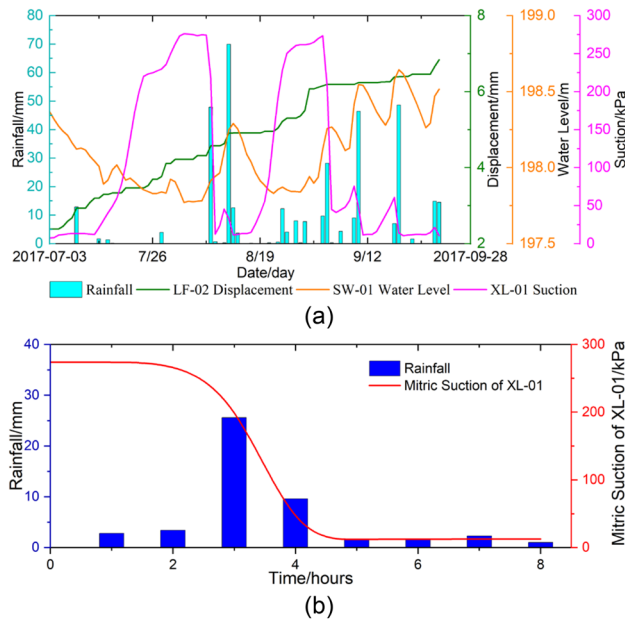 80
70
60
50
40
30
20
10
0
Rainfall/mm
8
6
4
2
Displacement/mm
199.0
198.5
198.0
197.5
Water Level/m
300
250
200
150
100
50
0
Suction/kPa
2017-07-03 7/26 8/19 9/12 2017-09-28
Date/day
Rainfall LF-02 Displacement SW-01 Water Level XL-01 Suction
(a)
40
30
20
10
0
Rainfall/mm
Rainfall
Mitric Suction of XL-01
300
200
100
0
Mitric Suction of XL-01/kPa
0 2 4 6 8
Time/hours
(b)